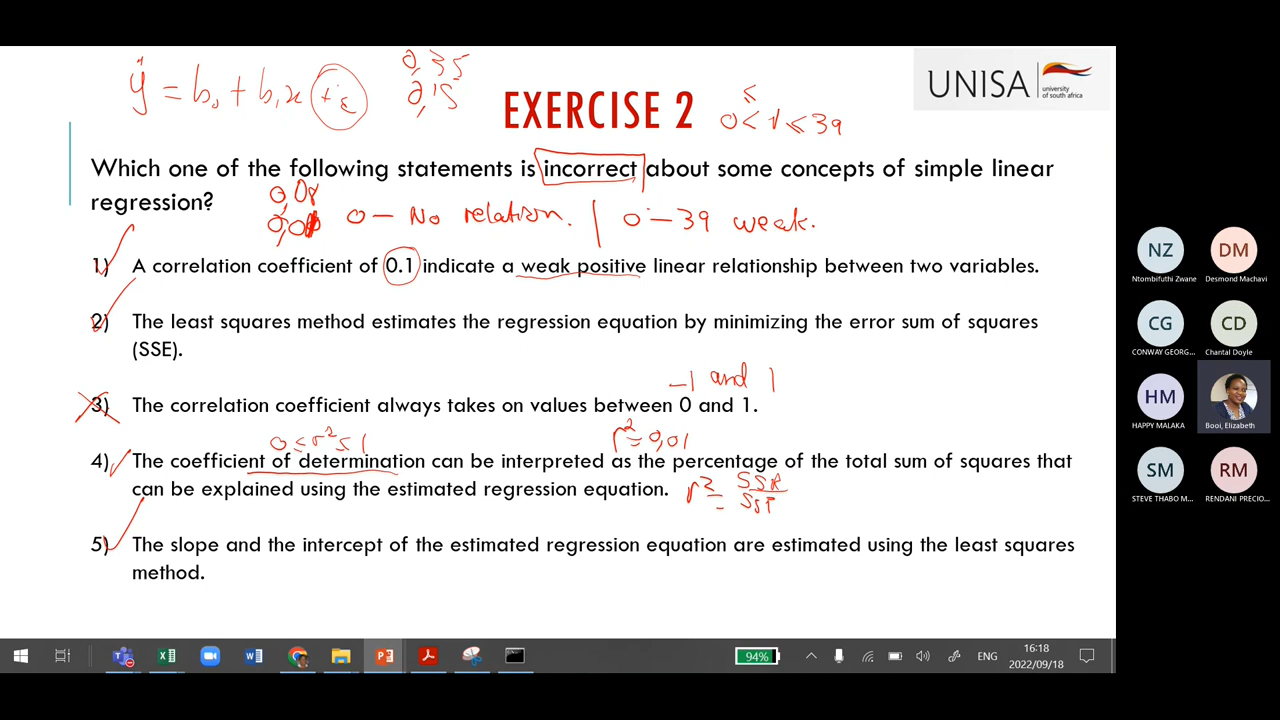 ŷ = b₀ + b₁x + ε
0,35
0,15
UNISA
university
of south africa
EXERCISE 2
≤
0 < r ≤ 39
Which one of the following statements is incorrect about some concepts of simple linear
regression?
0,08
0 — No relation. | 0 — 39 weak.
1) A correlation coefficient of 0.1 indicate a weak positive linear relationship between two variables.
2) The least squares method estimates the regression equation by minimizing the error sum of squares
(SSE).
-1 and 1
3) The correlation coefficient always takes on values between 0 and 1.
0 ≤ r² ≤ 1
r² = 0,01
4) The coefficient of determination can be interpreted as the percentage of the total sum of squares that
can be explained using the estimated regression equation.
r² = SSR
SST
5) The slope and the intercept of the estimated regression equation are estimated using the least squares
method.
NZ
DM
Ntombifuthi Zwane
Desmond Machavi
CG
CD
CONWAY GEORG...
Chantal Doyle
HM
HAPPY MALAKA
Booi, Elizabeth
SM
RM
STEVE THABO M...
RENDANI PRECIO...
94%
ENG
16:18
2022/09/18